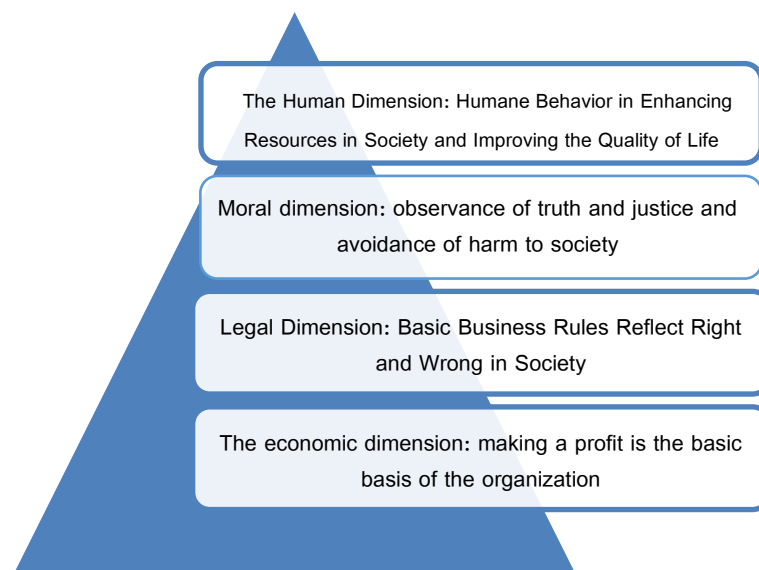 The Human Dimension: Humane Behavior in Enhancing
Resources in Society and Improving the Quality of Life
Moral dimension: observance of truth and justice and
avoidance of harm to society
Legal Dimension: Basic Business Rules Reflect Right
and Wrong in Society
The economic dimension: making a profit is the basic
basis of the organization